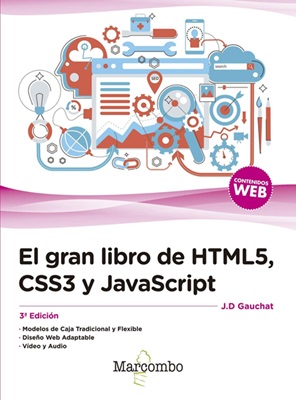 SEO
CONTENIDOS
WEB
El gran libro de HTML5,
CSS3 y JavaScript
J.D Gauchat
3ª Edición
· Modelos de Caja Tradicional y Flexible
· Diseño Web Adaptable
· Vídeo y Audio
Marcombo